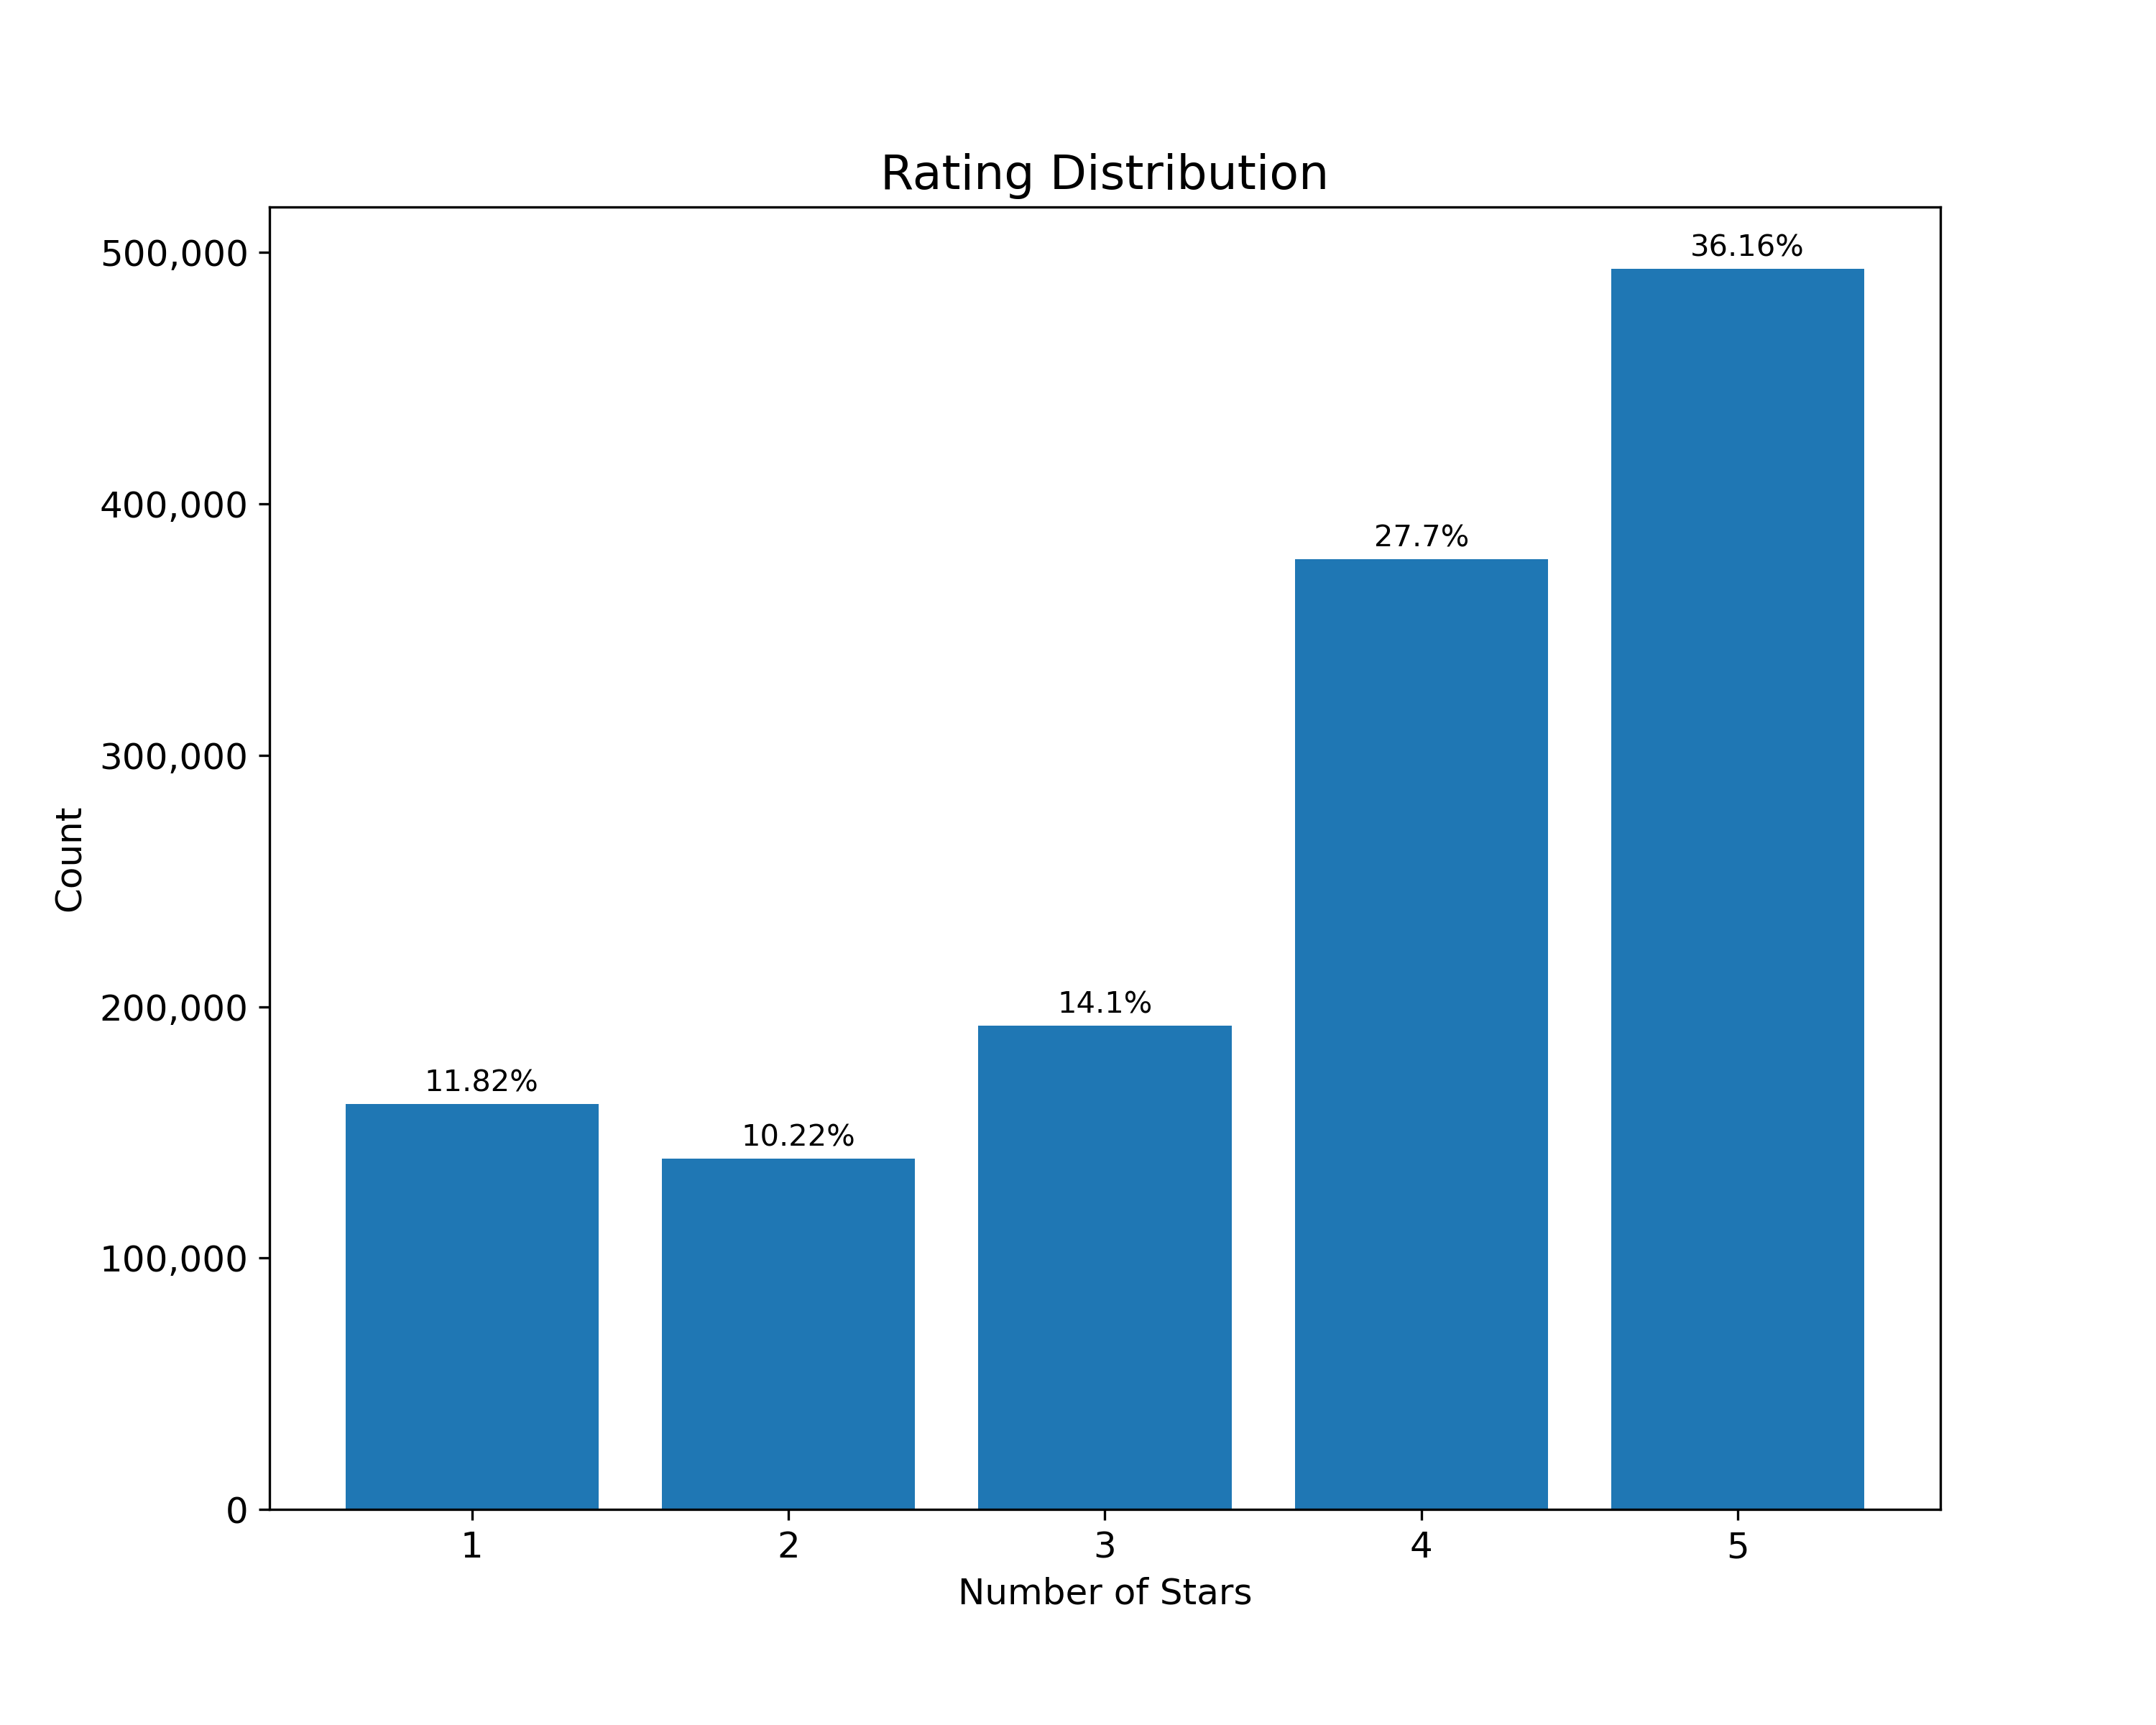 Rating Distribution
Count
500,000
400,000
300,000
200,000
100,000
0
11.82%
10.22%
14.1%
27.7%
36.16%
1 2 3 4 5
Number of Stars